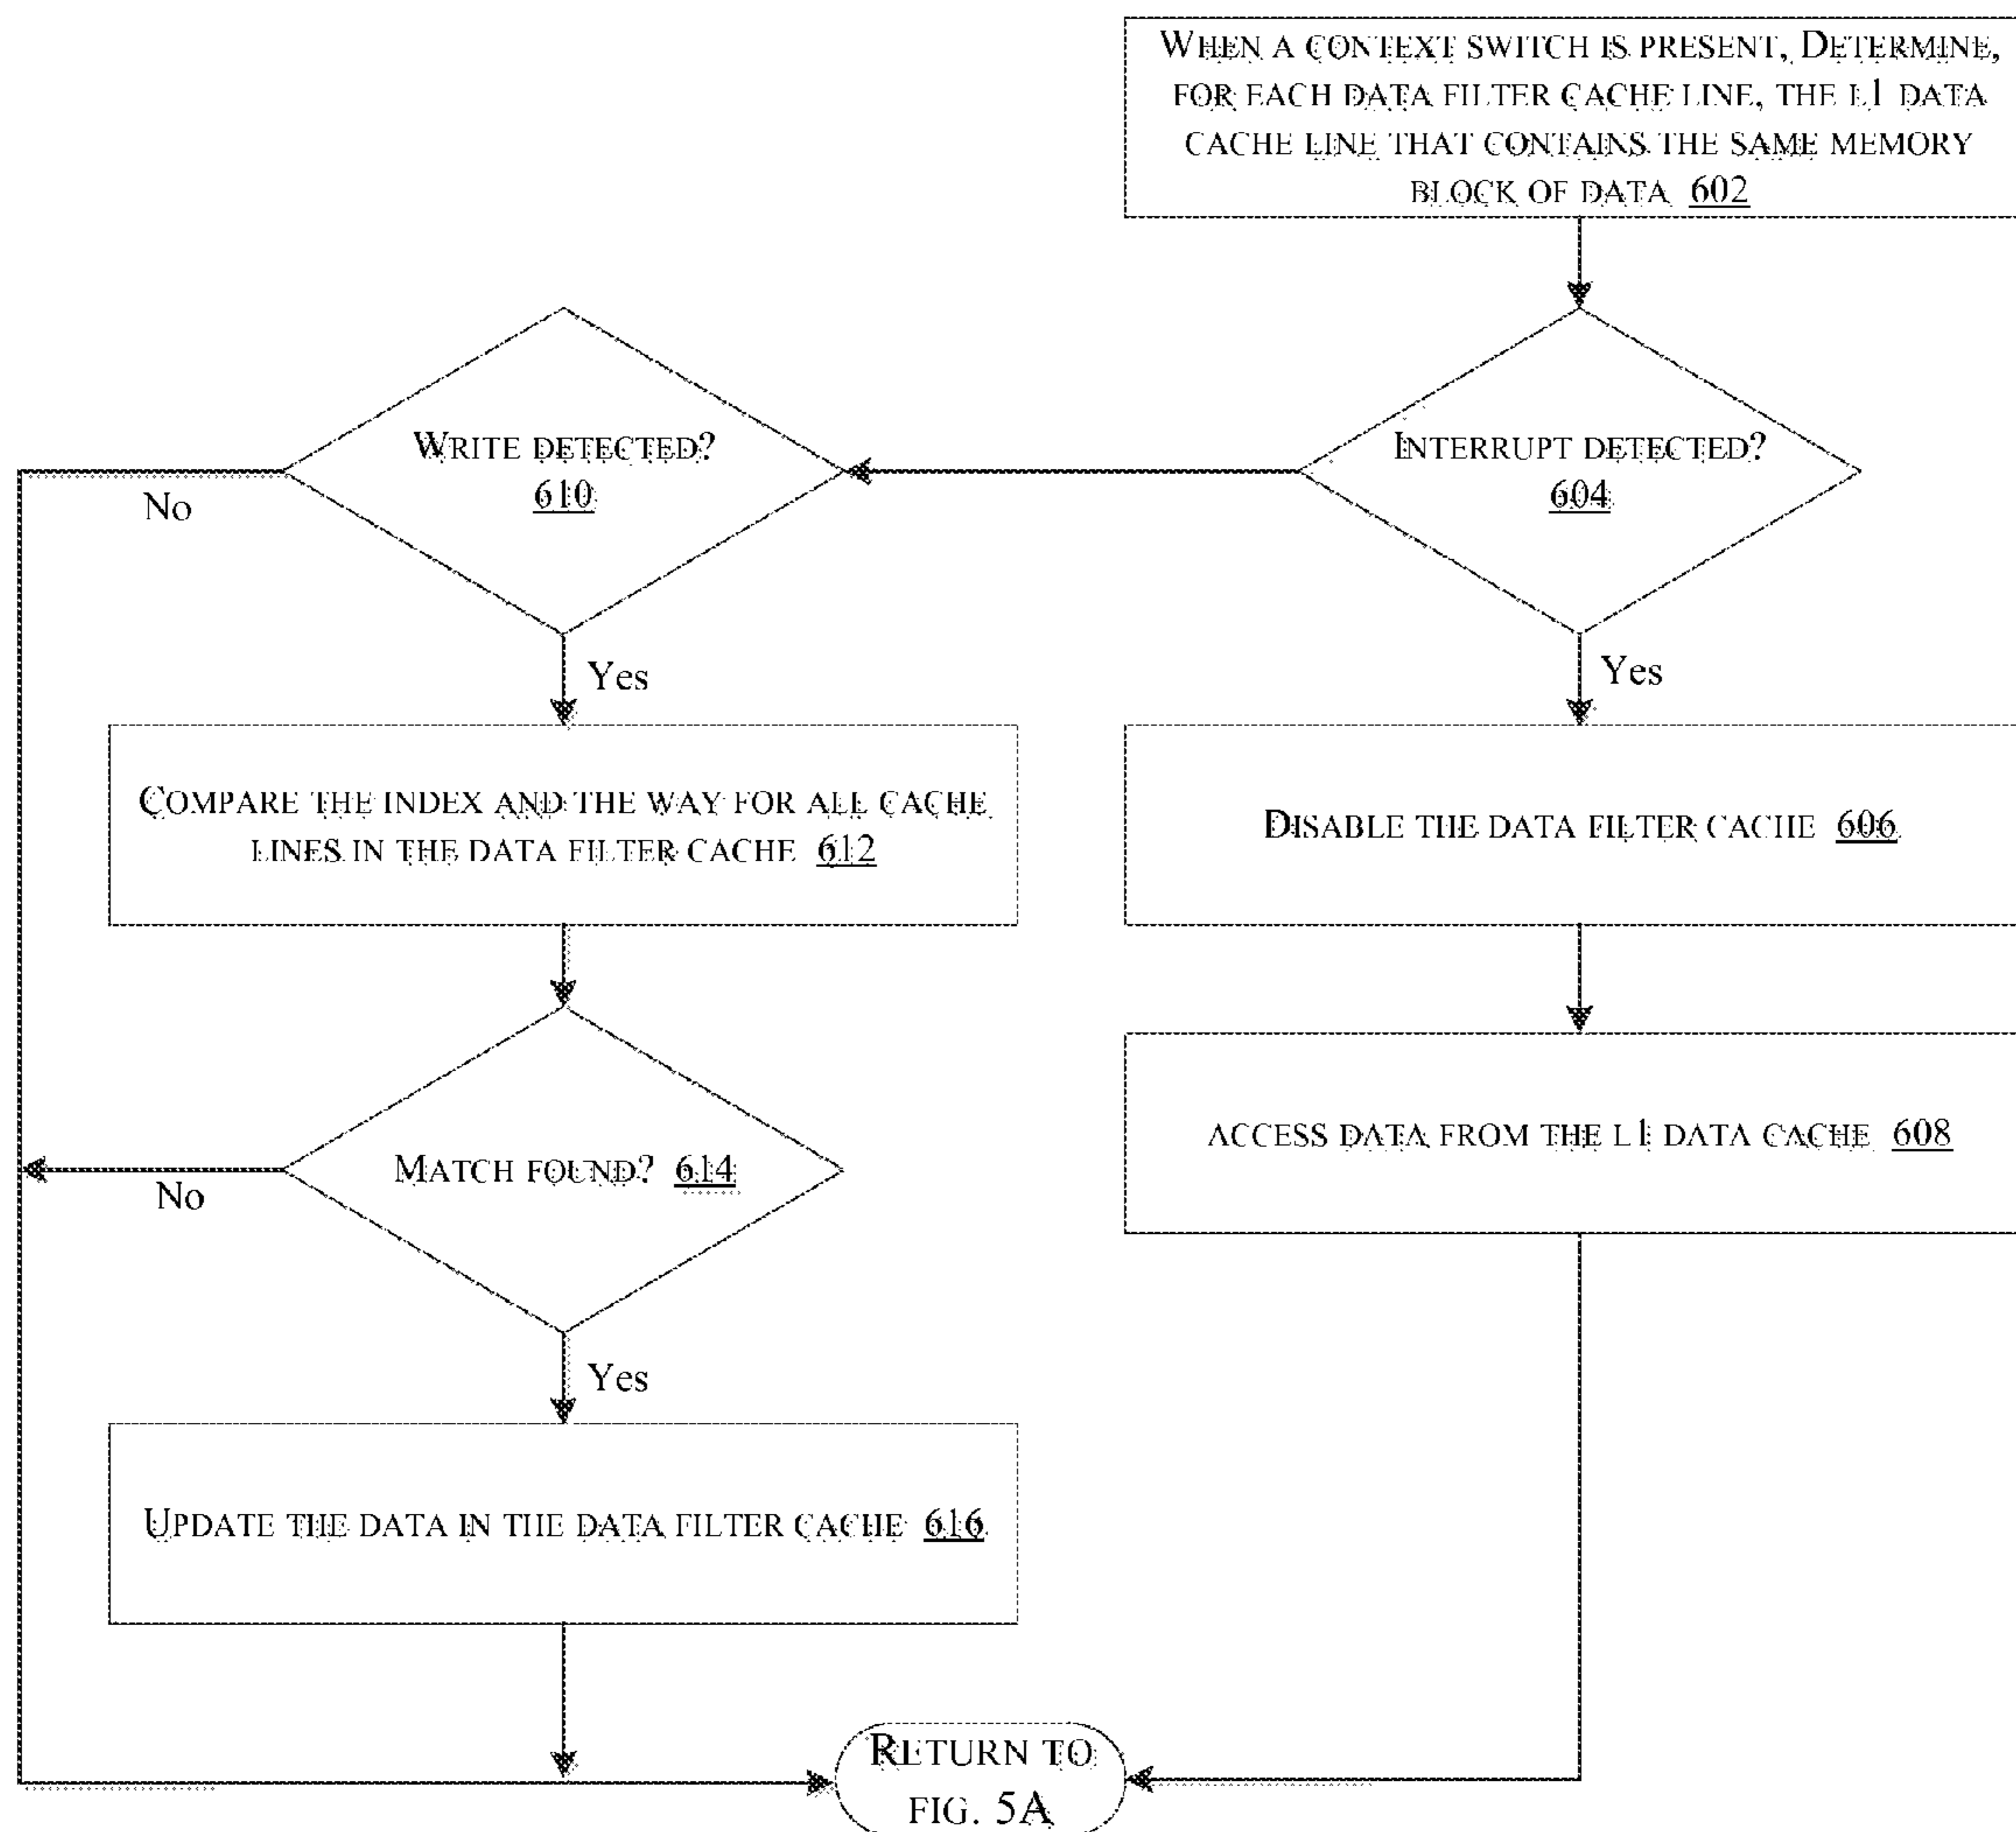 WHEN A CONTEXT SWITCH IS PRESENT, DETERMINE,
FOR EACH DATA FILTER CACHE LINE, THE L1 DATA
CACHE LINE THAT CONTAINS THE SAME MEMORY
BLOCK OF DATA 602
INTERRUPT DETECTED?
604
Yes
DISABLE THE DATA FILTER CACHE 606
ACCESS DATA FROM THE L1 DATA CACHE 608
WRITE DETECTED?
610
No
Yes
COMPARE THE INDEX AND THE WAY FOR ALL CACHE
LINES IN THE DATA FILTER CACHE 612
MATCH FOUND? 614
No
Yes
UPDATE THE DATA IN THE DATA FILTER CACHE 616
RETURN TO
FIG. 5A